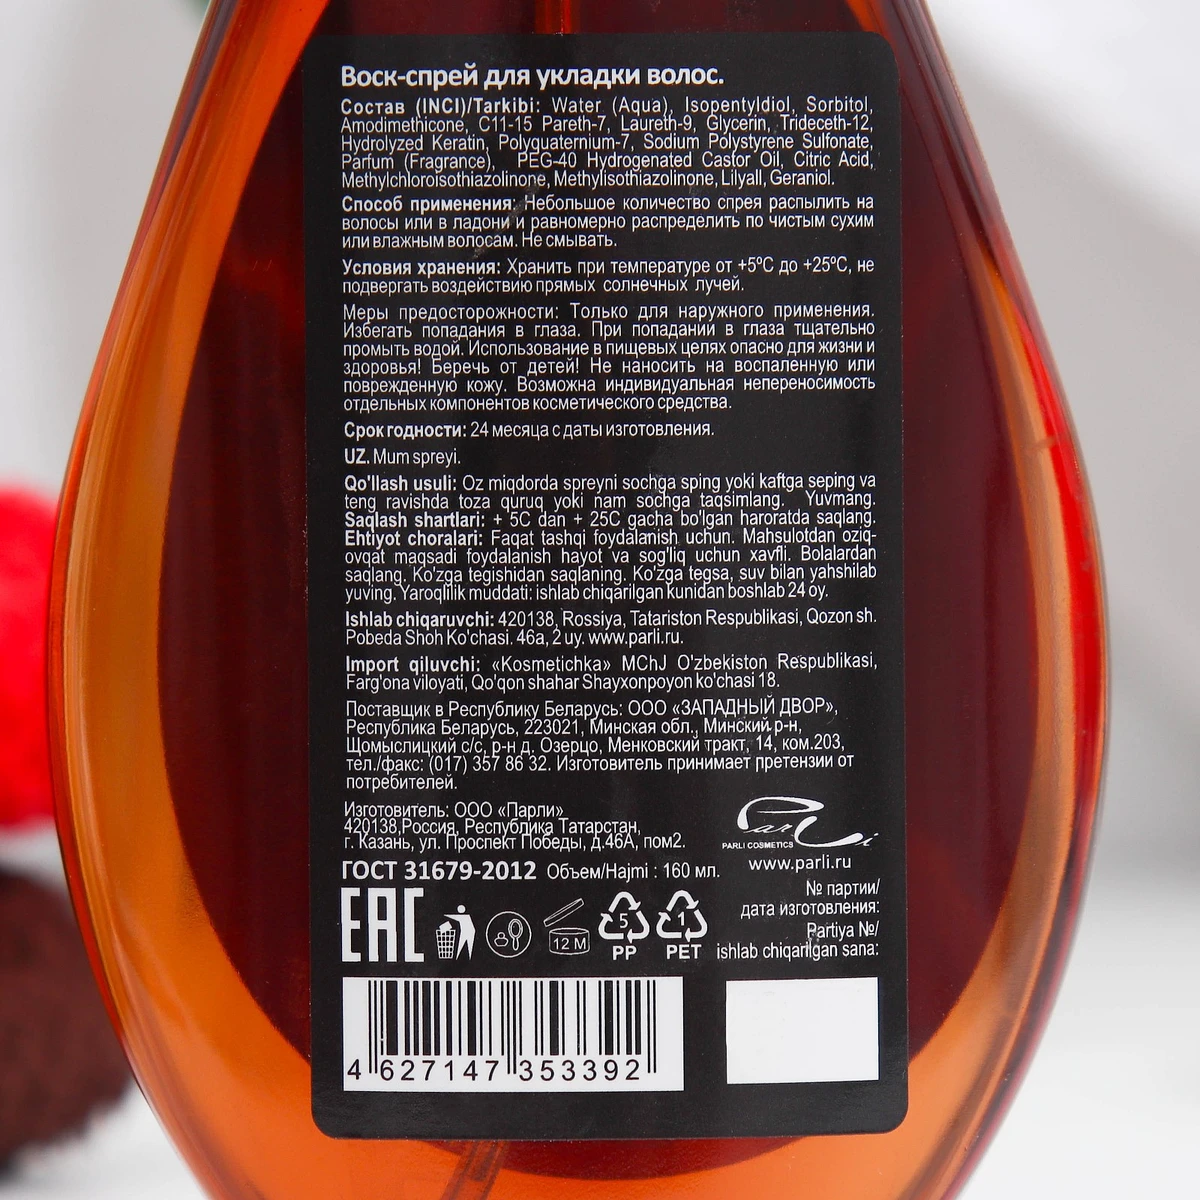 Воск-спрей для укладки волос.
Состав (INCI)/Tarkibi: Water (Aqua), Isopentyldiol, Sorbitol,
Amodimethicone, C11-15 Pareth-7, Laureth-9, Glycerin, Trideceth-12,
Hydrolyzed Keratin, Polyguaternium-7, Sodium Polystyrene Sulfonate,
Parfum (Fragrance), PEG-40 Hydrogenated Castor Oil, Citric Acid,
Methylchloroisothiazolinone, Methylisothiazolinone, Lilyall, Geraniol.
Способ применения: Небольшое количество спрея распылить на
волосы или в ладони и равномерно распределить по чистым сухим
или влажным волосам. Не смывать.
Условия хранения: Хранить при температуре от +5ºC до +25ºC, не
подвергать воздействию прямых солнечных лучей.
Меры предосторожности: Только для наружного применения.
Избегать попадания в глаза. При попадании в глаза тщательно
промыть водой. Использование в пищевых целях опасно для жизни и
здоровья! Беречь от детей! Не наносить на воспаленную или
поврежденную кожу. Возможна индивидуальная непереносимость
отдельных компонентов косметического средства.
Срок годности: 24 месяца с даты изготовления.
UZ. Mum spreyi.
Qo'llash usuli: Oz miqdorda spreyni sochga sping yoki kaftga seping va
teng ravishda toza quruq yoki nam sochga taqsimlang. Yuvmang.
Saqlash shartlari: + 5C dan + 25C gacha bo'lgan haroratda saqlang.
Ehtiyot choralari: Faqat tashqi foydalanish uchun. Mahsulotdan oziq-
ovqat maqsadi foydalanish hayot va sog'liq uchun xavfli. Bolalardan
saqlang. Ko'zga tegishidan saqlaning. Ko'zga tegsa, suv bilan yahshilab
yuving. Yaroqlilik muddati: ishlab chiqarilgan kunidan boshlab 24 oy.
Ishlab chiqaruvchi: 420138, Rossiya, Tatariston Respublikasi, Qozon sh.
Pobeda Shoh Ko'chasi. 46a, 2 uy. www.parli.ru.
Import qiluvchi: «Kosmetichka» MChJ O'zbekiston Respublikasi,
Farg'ona viloyati, Qo'qon shahar Shayxonpoyon ko'chasi 18.
Поставщик в Республику Беларусь: ООО «ЗАПАДНЫЙ ДВОР»,
Республика Беларусь, 223021, Минская обл., Минский р-н,
Щомыслицкий с/с, р-н д. Озерцо, Менковский тракт, 14, ком.203,
тел./факс: (017) 357 86 32. Изготовитель принимает претензии от
потребителей.
Изготовитель: ООО «Парли»
420138,Россия, Республика Татарстан,
г. Казань, ул. Проспект Победы, д.46А, пом2.
ГОСТ 31679-2012 Объем/Hajmi : 160 мл.
Parli
PARLI COSMETICS
www.parli.ru
EAC
12 М
5
PP
1
PET
№ партии/
дата изготовления:
Partiya №/
ishlab chiqarilgan sana:
4 627147 353392